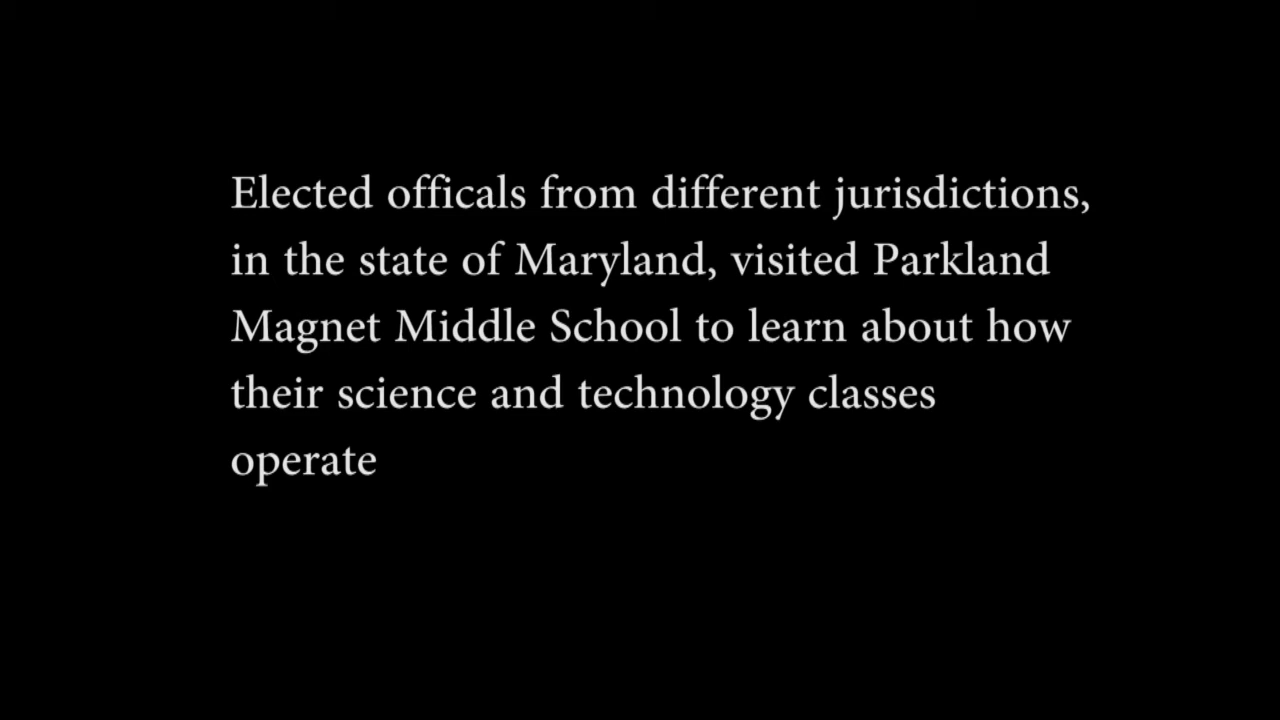 Elected officals from different jurisdictions,
in the state of Maryland, visited Parkland
Magnet Middle School to learn about how
their science and technology classes
operate